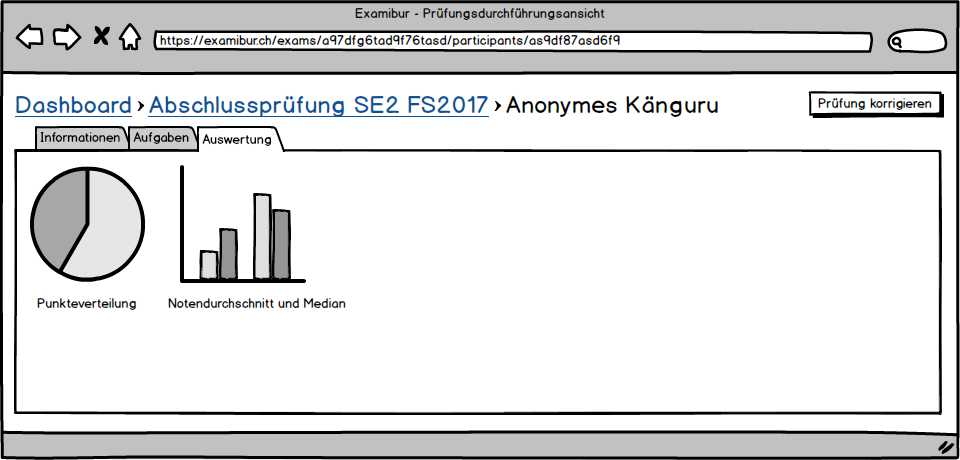 Examibur - Prüfungsdurchführungsansicht
https://examibur.ch/exams/a97dfg6tad9f76tasd/participants/as9df87asd6f9
Dashboard › Abschlussprüfung SE2 FS2017 › Anonymes Känguru
Prüfung korrigieren
Informationen Aufgaben Auswertung
Punkteverteilung Notendurchschnitt und Median